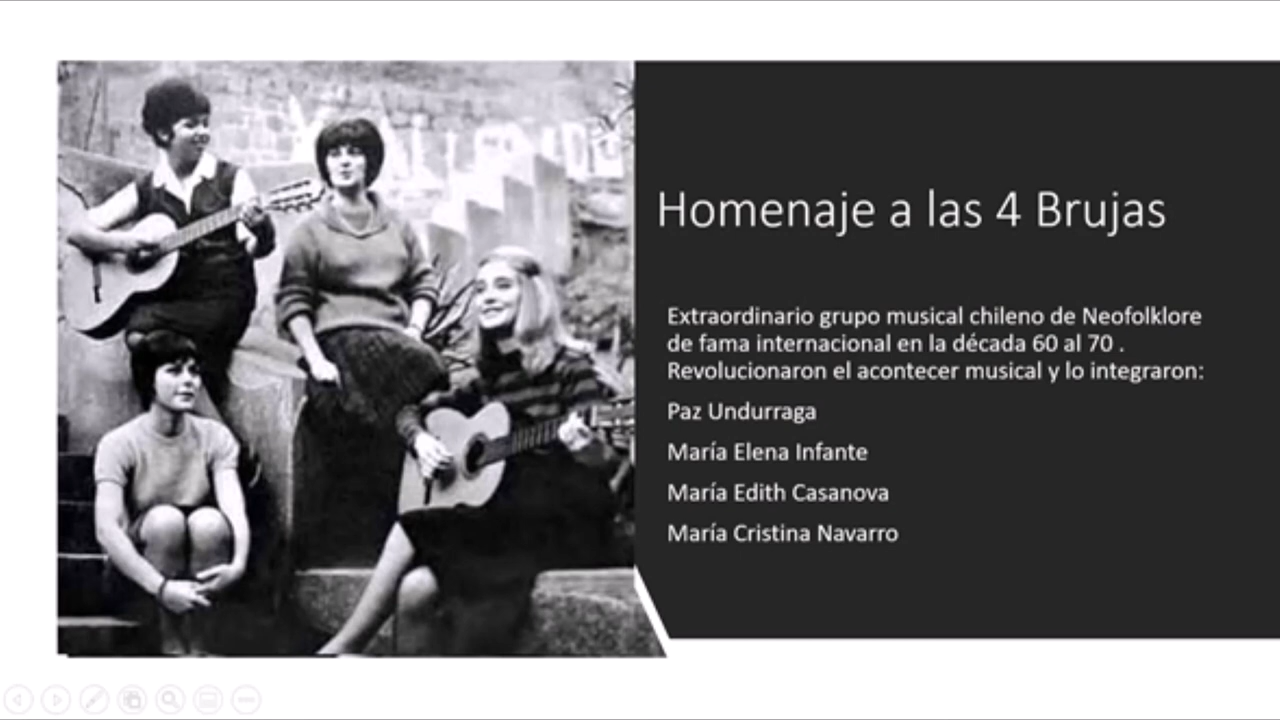 Homenaje a las 4 Brujas
Extraordinario grupo musical chileno de Neofolklore
de fama internacional en la década 60 al 70 .
Revolucionaron el acontecer musical y lo integraron:
Paz Undurraga
María Elena Infante
María Edith Casanova
María Cristina Navarro